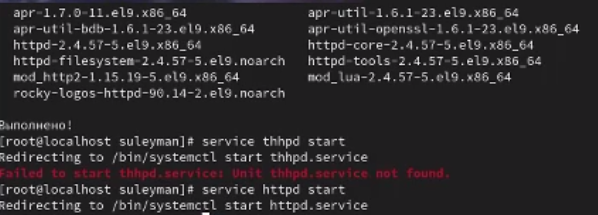 apr-1.7.0-11.el9.x86_64 apr-util-1.6.1-23.el9.x86_64
apr-util-bdb-1.6.1-23.el9.x86_64 apr-util-openssl-1.6.1-23.el9.x86_64
httpd-2.4.57-5.el9.x86_64 httpd-core-2.4.57-5.el9.x86_64
httpd-filesystem-2.4.57-5.el9.noarch httpd-tools-2.4.57-5.el9.x86_64
mod_http2-1.15.19-5.el9.x86_64 mod_lua-2.4.57-5.el9.x86_64
rocky-logos-httpd-90.14-2.el9.noarch
Выполнено!
[root@localhost suleyman]# service thhpd start
Redirecting to /bin/systemctl start thhpd.service
Failed to start thhpd.service: Unit thhpd.service not found.
[root@localhost suleyman]# service httpd start
Redirecting to /bin/systemctl start httpd.service